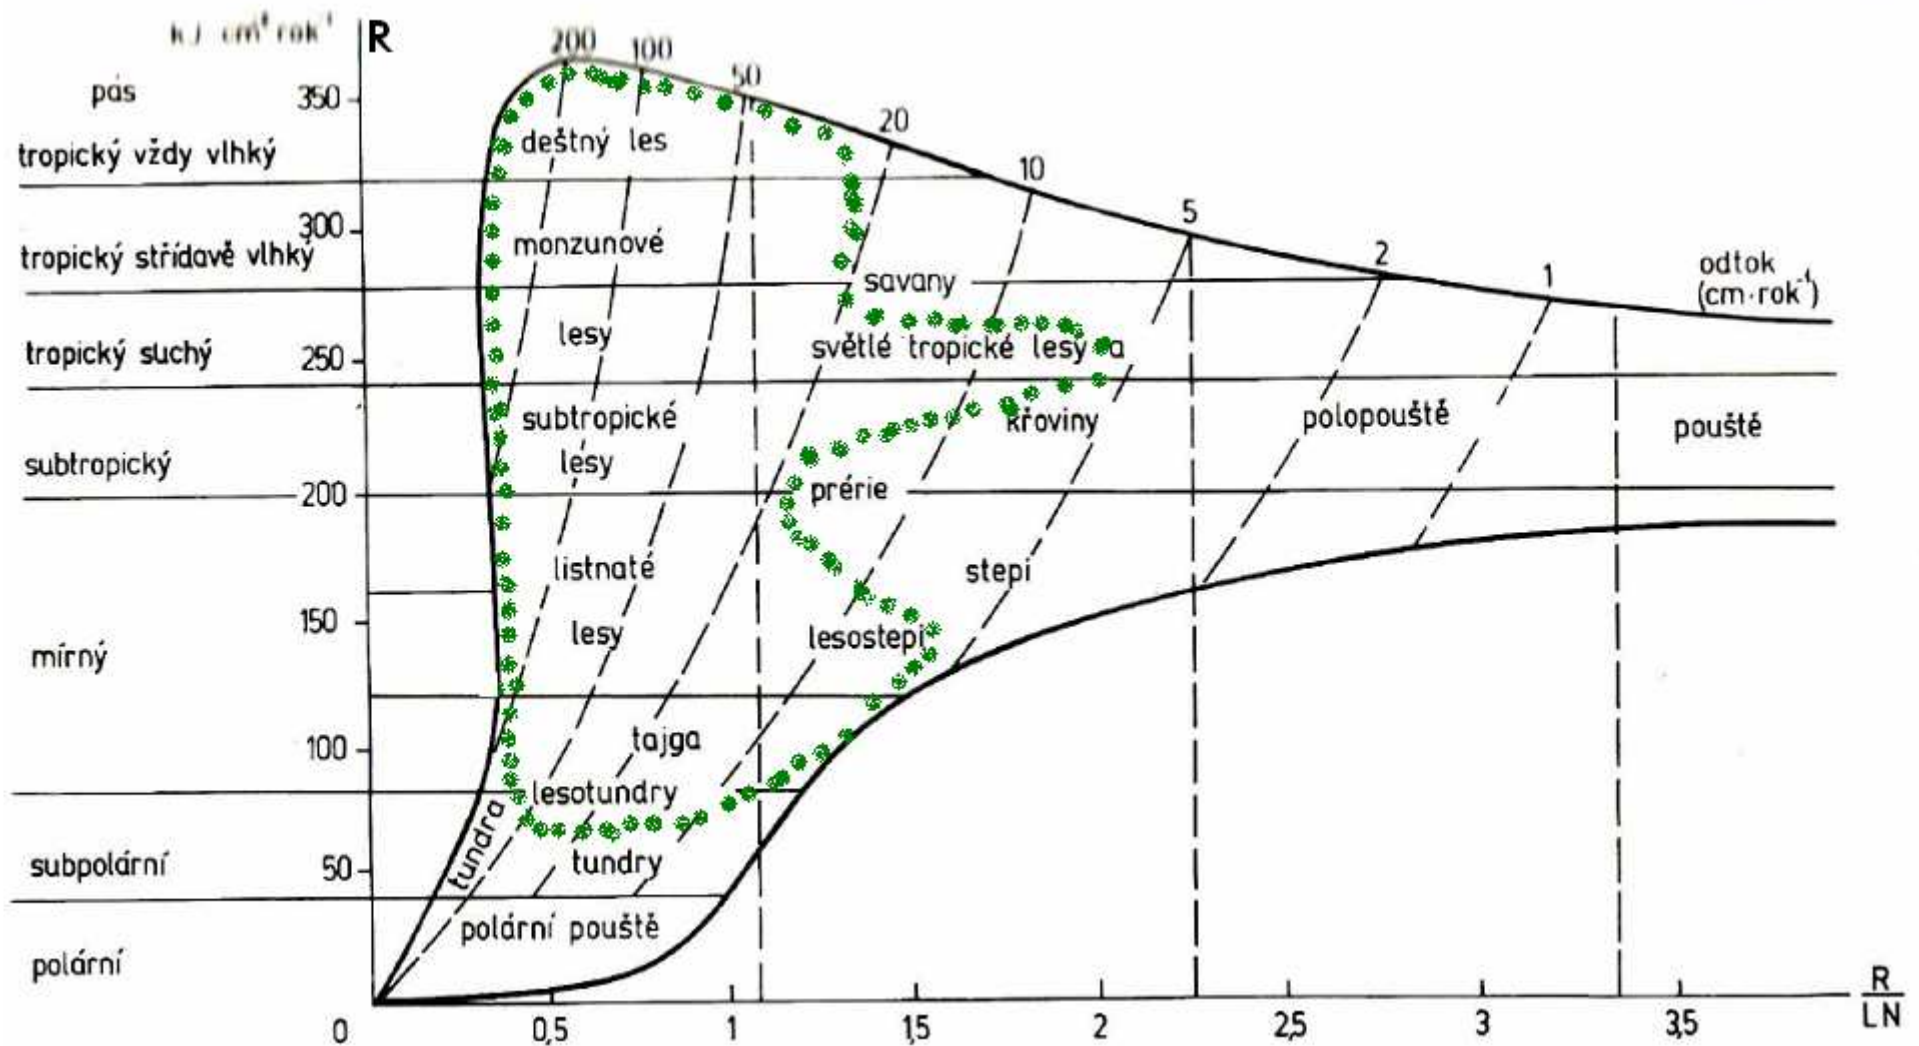 kJ cm² rok⁻¹ R
200 100 50 20 10 5 2 1
pás
350
tropický vždy vlhký
deštný les
300
tropický střídavě vlhký
monzunové
savany
odtok
(cm·rok⁻¹)
tropický suchý
250
lesy
světlé tropické lesy a
subtropické
křoviny
polopouště
pouště
subtropický
lesy
200
prérie
listnaté
stepi
150
lesy
lesostepi
mírný
100
tajga
lesotundry
tundra
subpolární
50
tundry
polární pouště
polární
0 0,5 1 1,5 2 2,5 3 3,5
R
LN